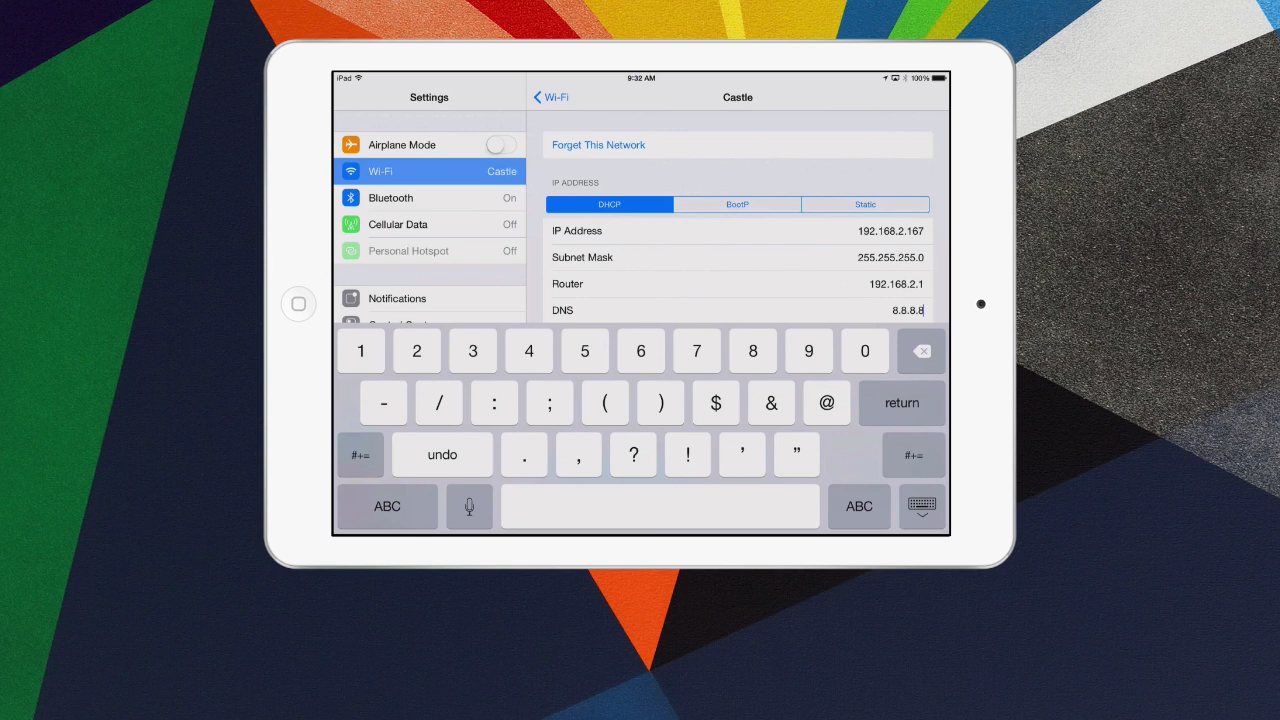 iPad 9:32 AM 100%
Settings Wi-Fi Castle
Airplane Mode
Forget This Network
Wi-Fi Castle
IP ADDRESS
Bluetooth On
DHCP BootP Static
Cellular Data Off
IP Address 192.168.2.167
Personal Hotspot Off
Subnet Mask 255.255.255.0
Router 192.168.2.1
Notifications
DNS 8.8.8.8
1 2 3 4 5 6 7 8 9 0
- / : ; ( ) $ & @ return
#+= undo . , ? ! ' " #+=
ABC ABC